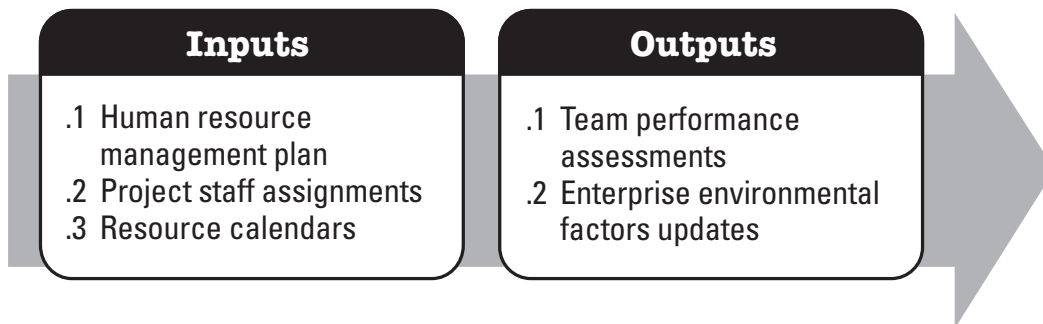 Inputs
.1 Human resource
management plan
.2 Project staff assignments
.3 Resource calendars
Outputs
.1 Team performance
assessments
.2 Enterprise environmental
factors updates